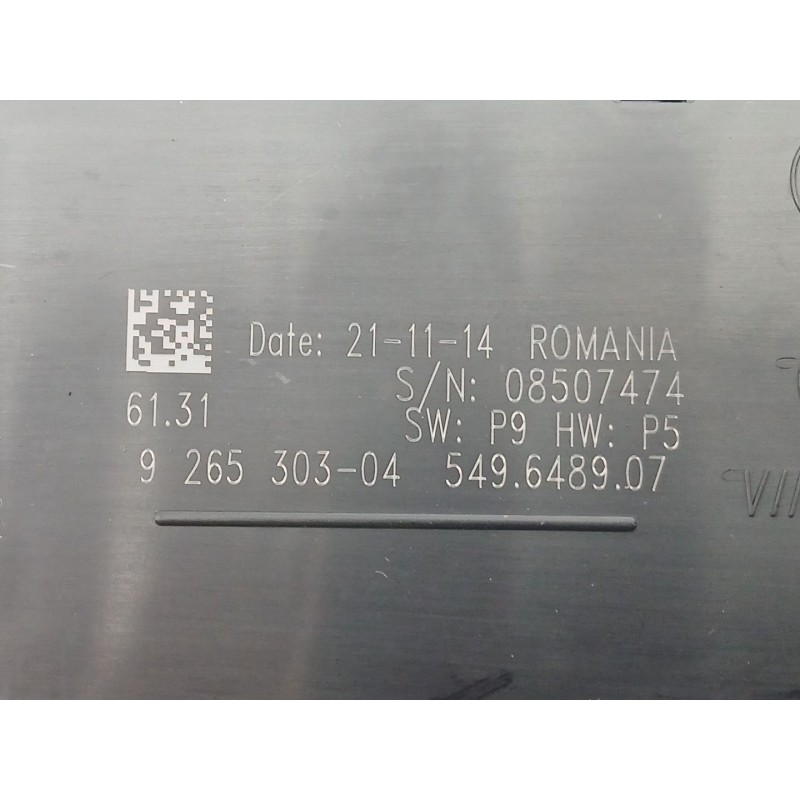 Date: 21-11-14 ROMANIA
S/N: 08507474
61.31
SW: P9 HW: P5
9 265 303-04 549.6489.07